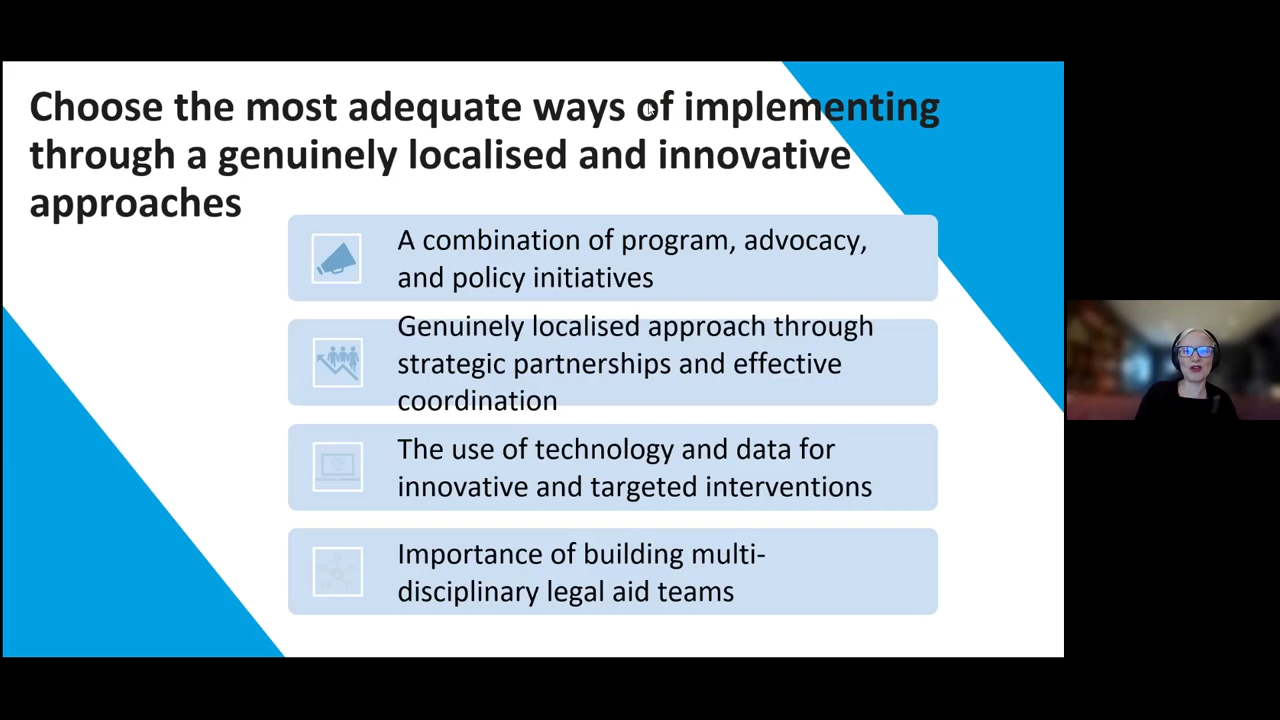 Choose the most adequate ways of implementing
through a genuinely localised and innovative
approaches
A combination of program, advocacy,
and policy initiatives
Genuinely localised approach through
strategic partnerships and effective
coordination
The use of technology and data for
innovative and targeted interventions
Importance of building multi-
disciplinary legal aid teams